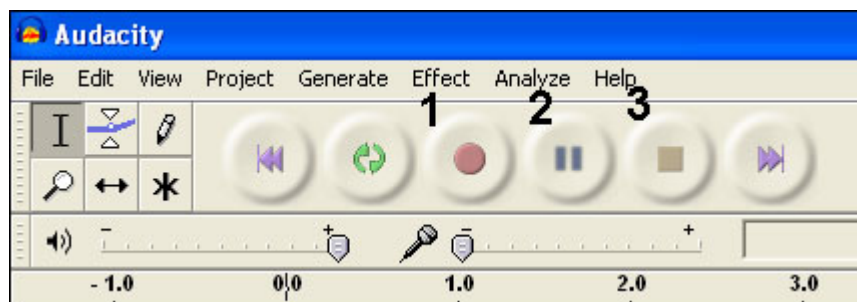 Audacity
File Edit View Project Generate Effect Analyze Help
1 2 3
- +
- +
- 1.0 0.0 1.0 2.0 3.0